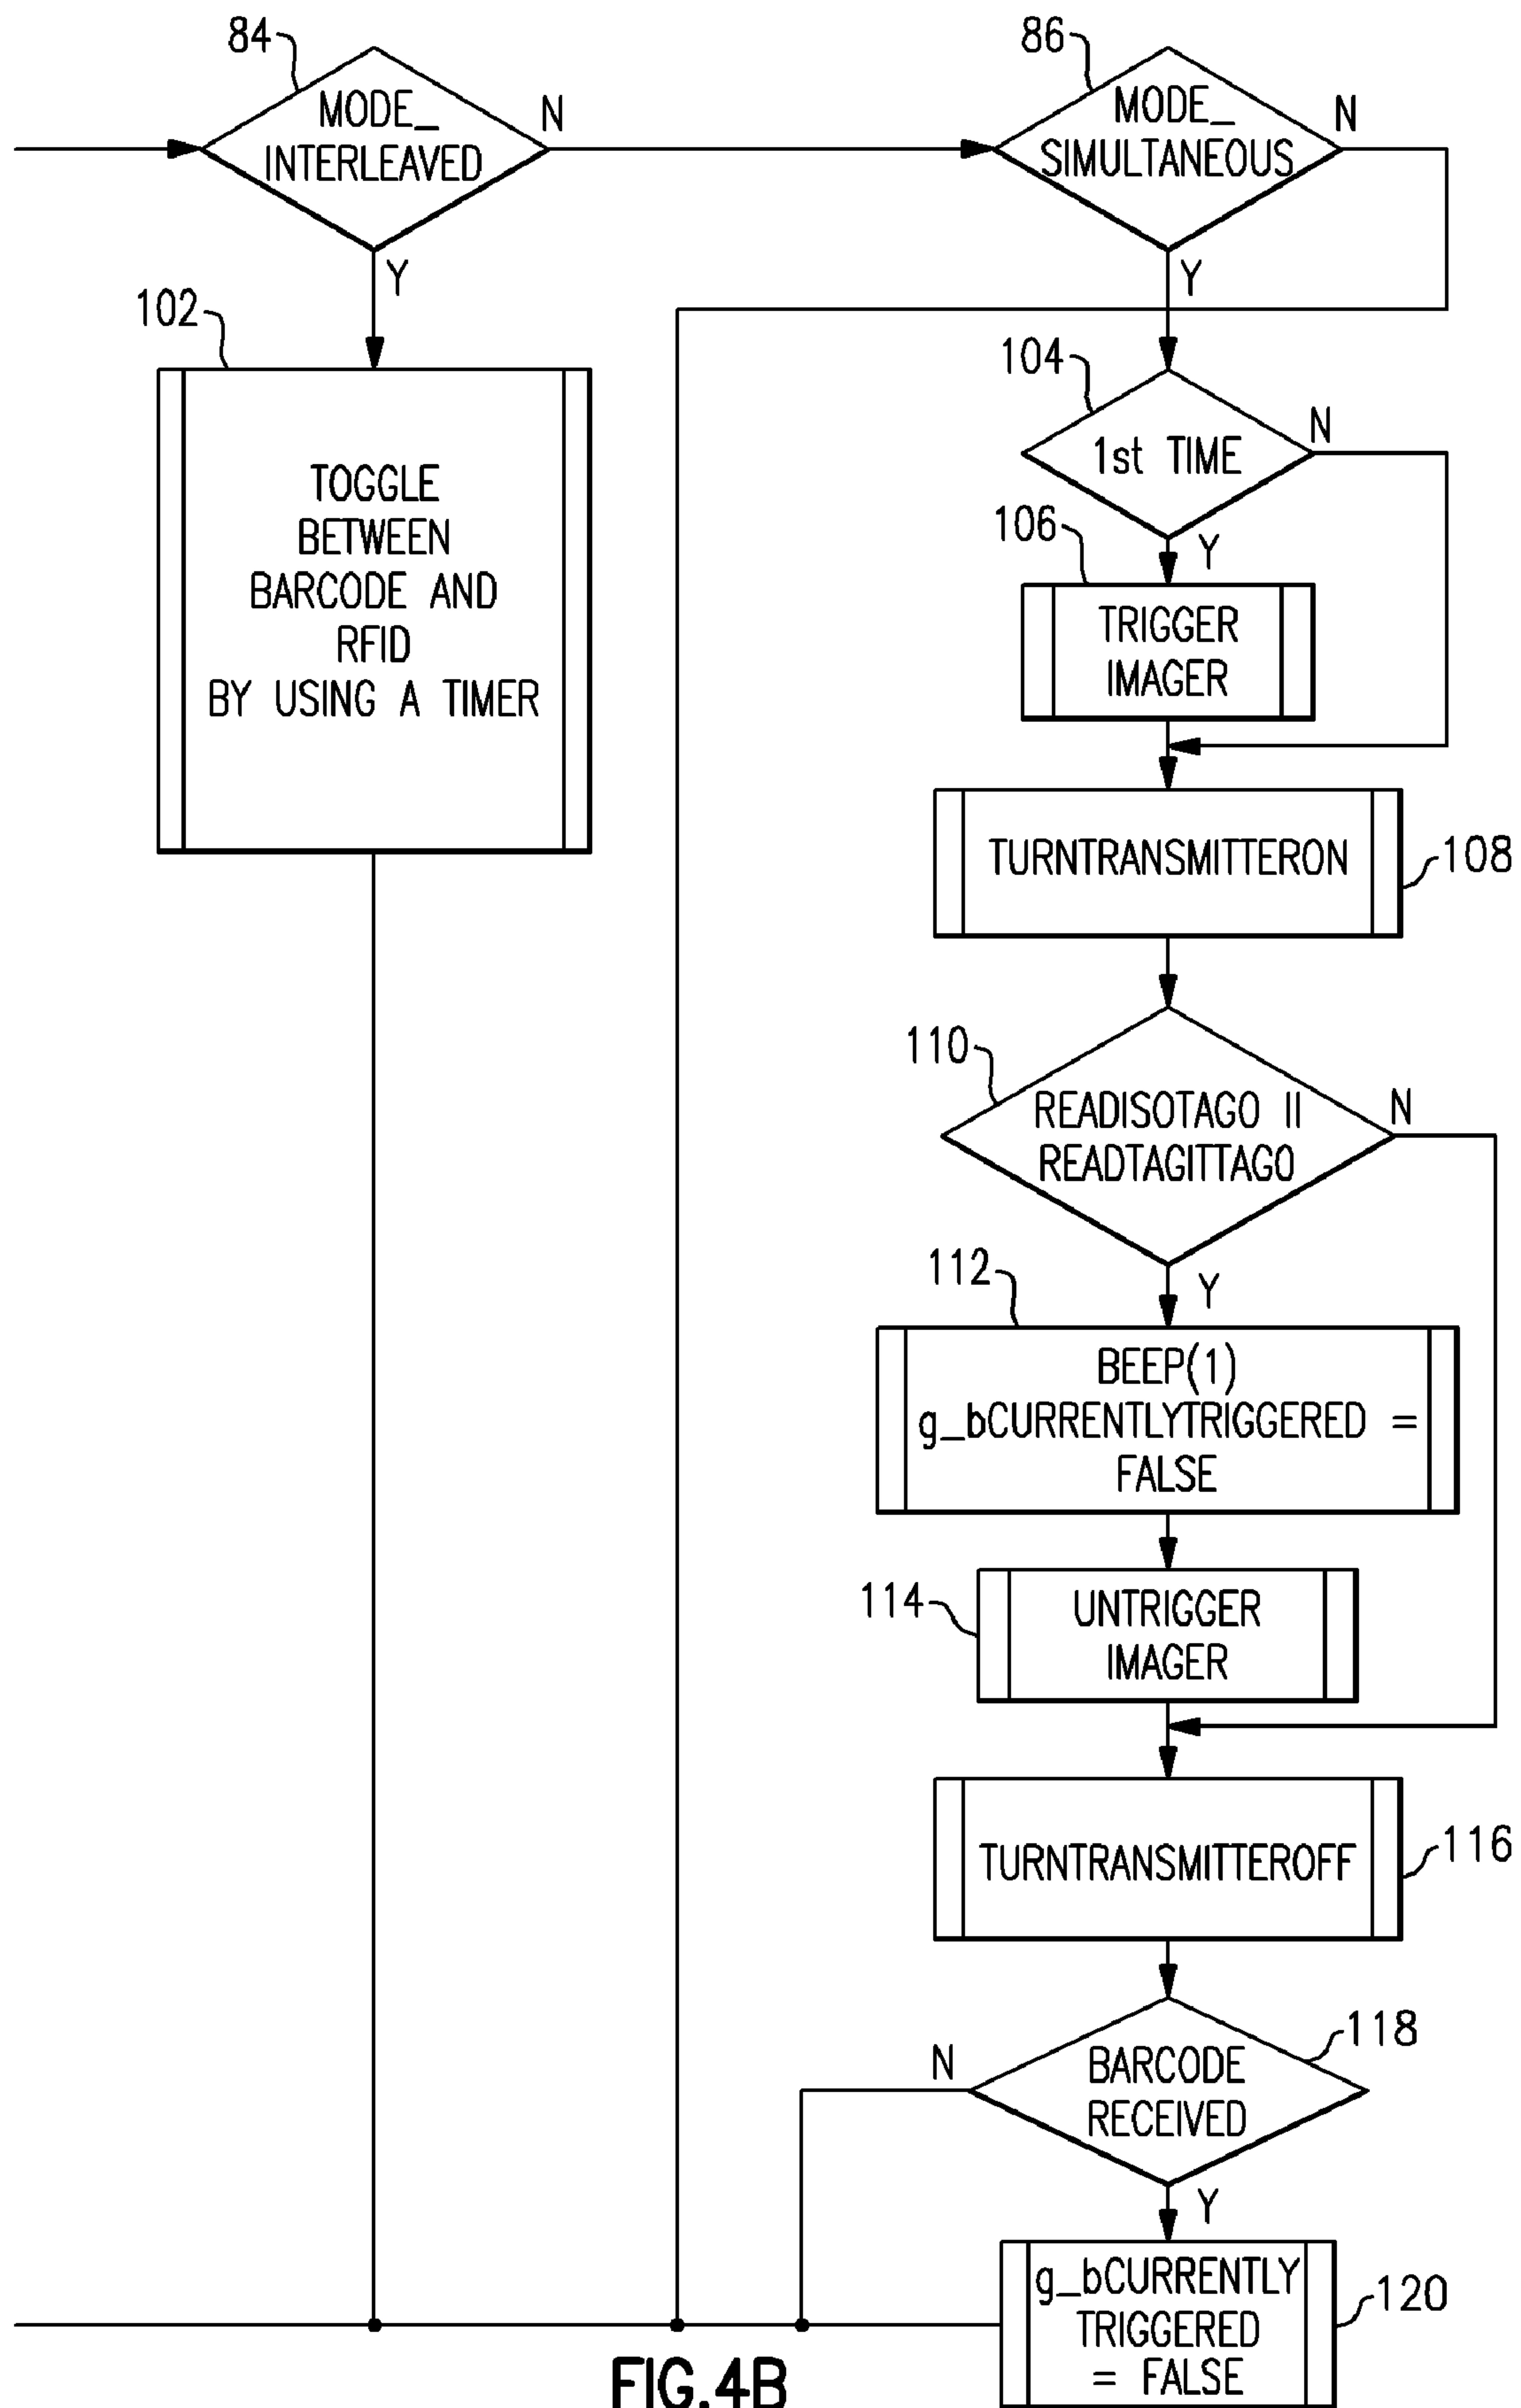 84
MODE_
INTERLEAVED
N
Y
86
MODE_
SIMULTANEOUS
N
Y
102
TOGGLE
BETWEEN
BARCODE AND
RFID
BY USING A TIMER
104
1st TIME
N
Y
106
TRIGGER
IMAGER
TURNTRANSMITTERON
108
110
READISOTAGO II
READTAGITTAGO
N
Y
112
BEEP(1)
g_bCURRENTLYTRIGGERED =
FALSE
114
UNTRIGGER
IMAGER
TURNTRANSMITTEROFF
116
118
BARCODE
RECEIVED
N
Y
g_bCURRENTLY
TRIGGERED
= FALSE
120
FIG.4B